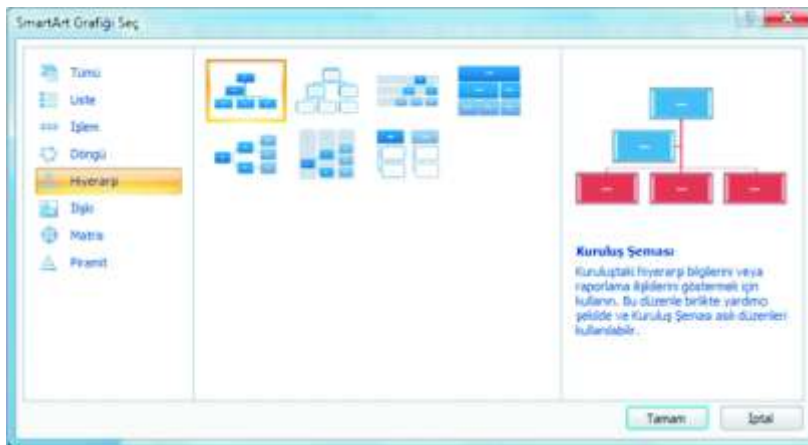 SmartArt Grafiği Seç
Tümü
Liste
İşlem
Döngü
Hiyerarşi
İlişki
Matris
Piramit
Kuruluş Şeması
Kuruluştaki hiyerarşi bilgilerini veya
raporlama ilişkilerini göstermek için
kullanın. Bu düzenle birlikte yardımcı
şekilde ve Kuruluş Şeması asılı düzenleri
kullanılabilir.
Tamam
İptal